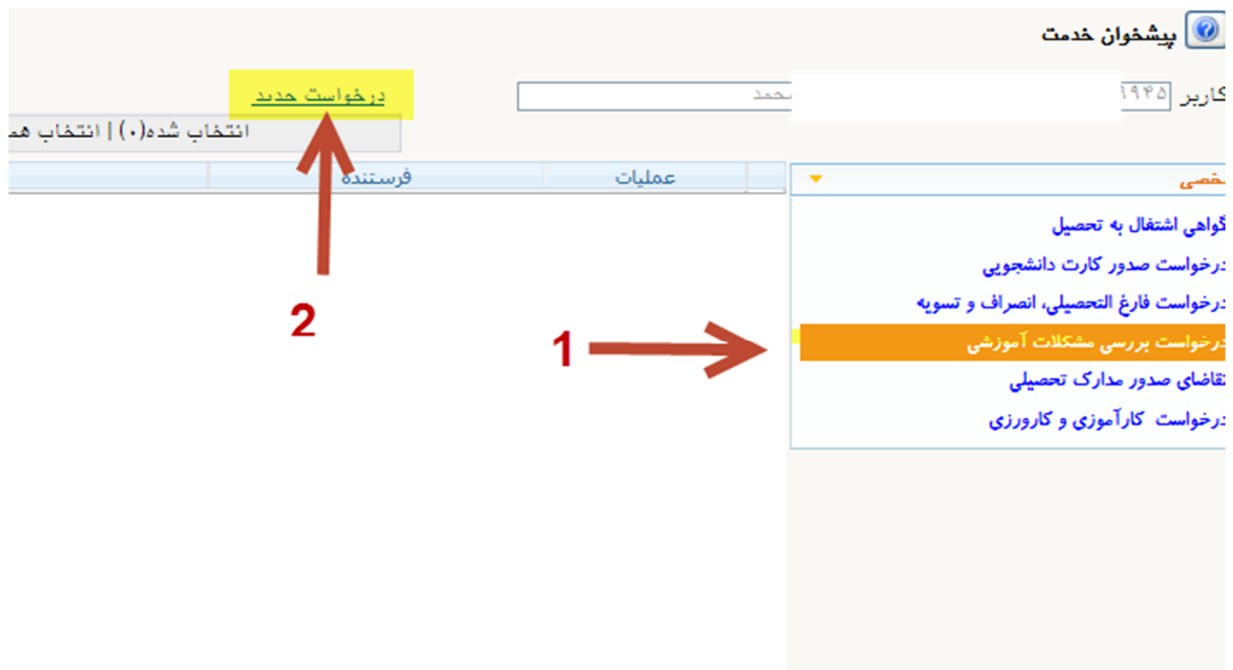 پیشخوان خدمت
کاربر ۹۹۴۵
درخواست جدید
انتخاب شده(۰) | انتخاب
عملیات فرستنده
گواهی اشتغال به تحصیل
درخواست صدور کارت دانشجویی
درخواست فارغ التحصیلی، انصراف و تسویه
درخواست بررسی مشکلات آموزشی
تقاضای صدور مدارک تحصیلی
درخواست کارآموزی و کارورزی
1
2